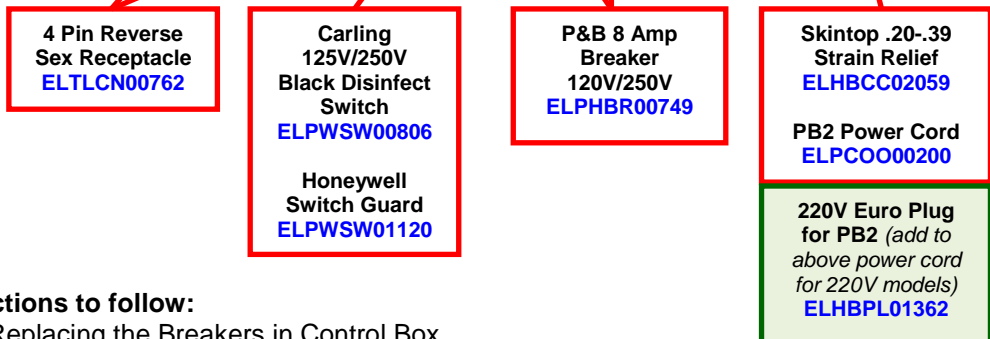 4 Pin Reverse
Sex Receptacle
ELTLCN00762
Carling
125V/250V
Black Disinfect
Switch
ELPWSW00806
Honeywell
Switch Guard
ELPWSW01120
P&B 8 Amp
Breaker
120V/250V
ELPHBR00749
Skintop .20-.39
Strain Relief
ELHBCC02059
PB2 Power Cord
ELPCOO00200
220V Euro Plug
for PB2 (add to
above power cord
for 220V models)
ELHBPL01362
ctions to follow:
Replacing the Breakers in Control Box